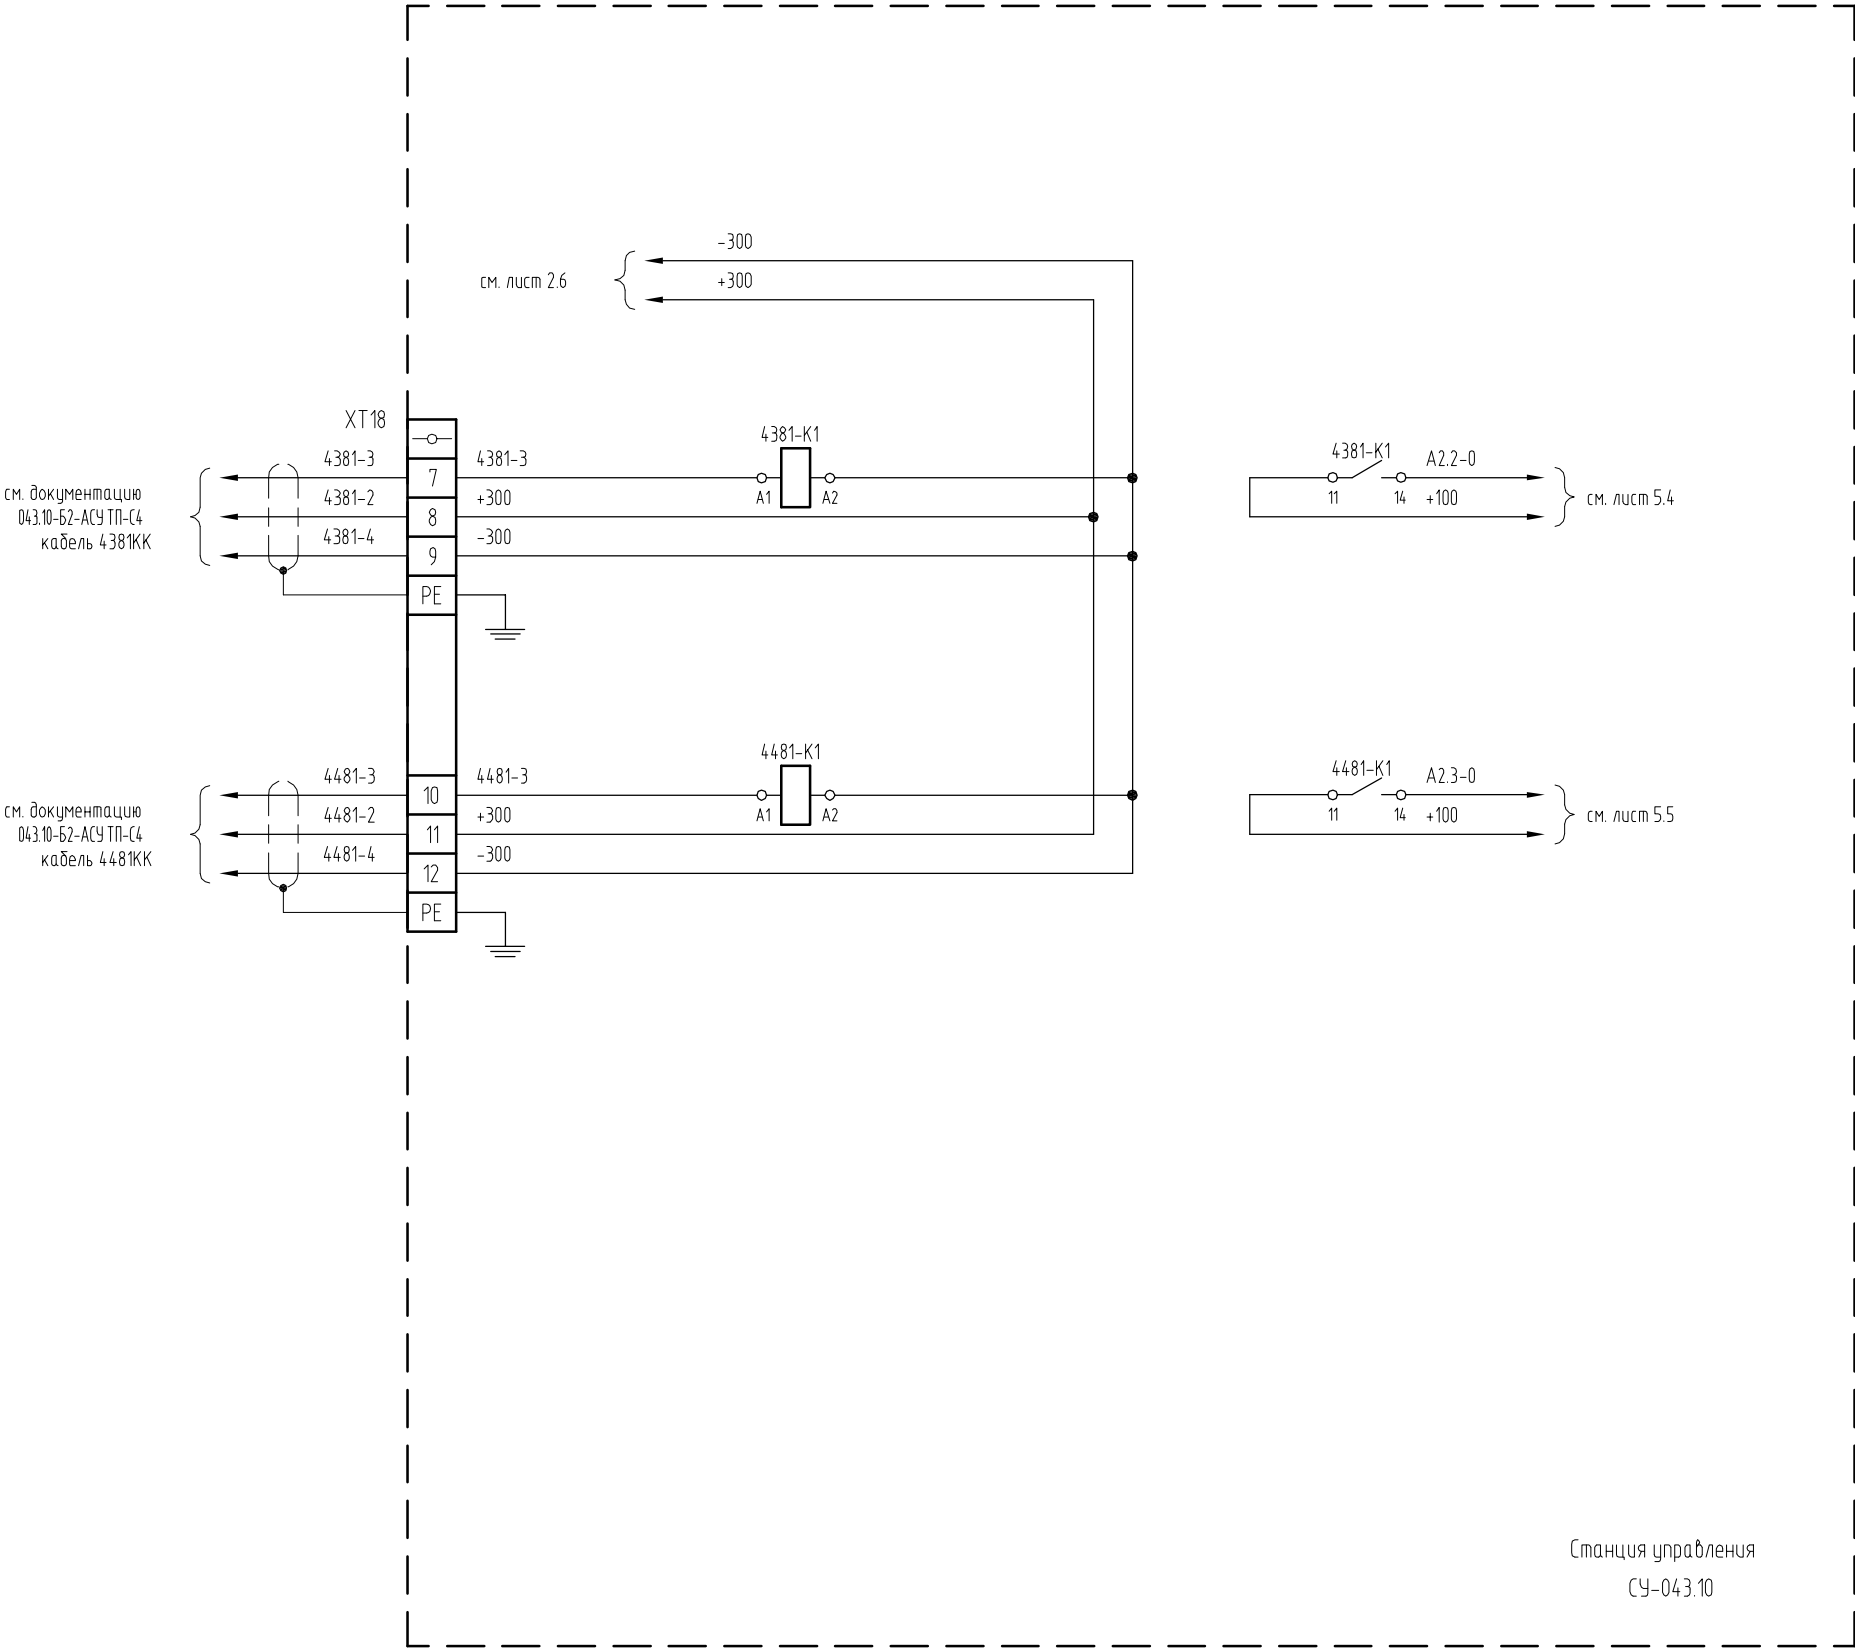 -300
см. лист 2.6
+300
XT18
4381-K1
4381-K1
4381-3
4381-3
A2.2-0
7
A1
A2
11
14
см. документацию
043.10-Б2-АСУ ТП-С4
кабель 4381КК
4381-2
+300
+100
см. лист 5.4
8
4381-4
-300
9
PE
4481-K1
4481-K1
4481-3
4481-3
A2.3-0
10
A1
A2
11
14
см. документацию
043.10-Б2-АСУ ТП-С4
кабель 4481КК
4481-2
+300
+100
см. лист 5.5
11
4481-4
-300
12
PE
Станция управления
СУ-043.10